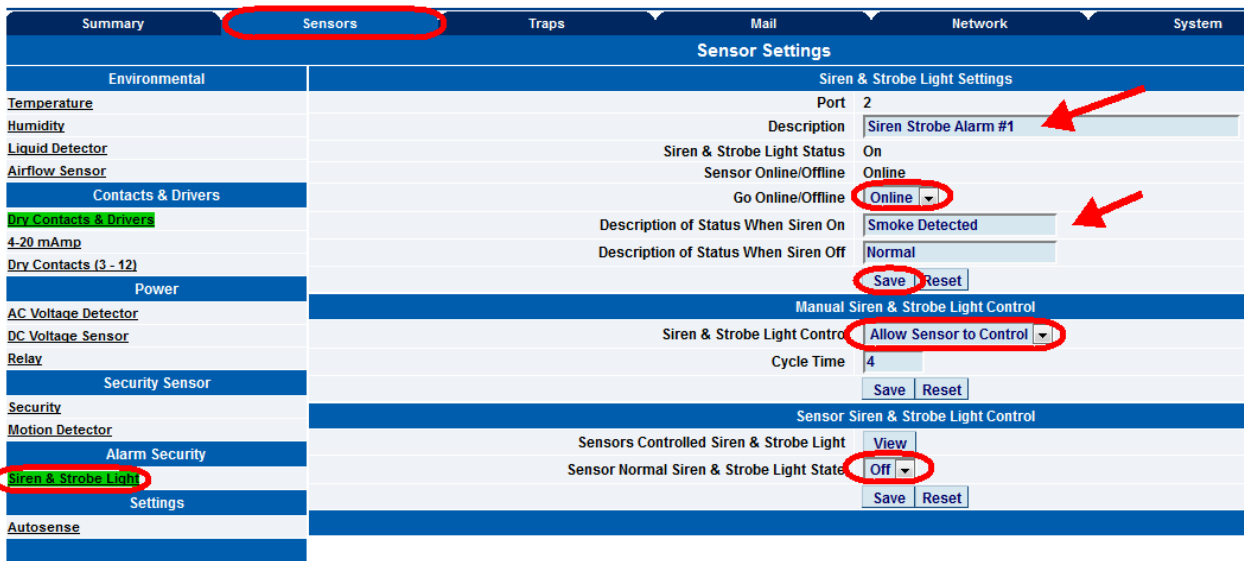 Summary Sensors Traps Mail Network System
Sensor Settings
Environmental
Temperature
Humidity
Liquid Detector
Airflow Sensor
Contacts & Drivers
Dry Contacts & Drivers
4-20 mAmp
Dry Contacts (3 - 12)
Power
AC Voltage Detector
DC Voltage Sensor
Relay
Security Sensor
Security
Motion Detector
Alarm Security
Siren & Strobe Light
Settings
Autosense
Siren & Strobe Light Settings
Port 2
Description Siren Strobe Alarm #1
Siren & Strobe Light Status On
Sensor Online/Offline Online
Go Online/Offline Online
Description of Status When Siren On Smoke Detected
Description of Status When Siren Off Normal
Save Reset
Manual Siren & Strobe Light Control
Siren & Strobe Light Contro Allow Sensor to Control
Cycle Time 4
Save Reset
Sensor Siren & Strobe Light Control
Sensors Controlled Siren & Strobe Light View
Sensor Normal Siren & Strobe Light State Off
Save Reset